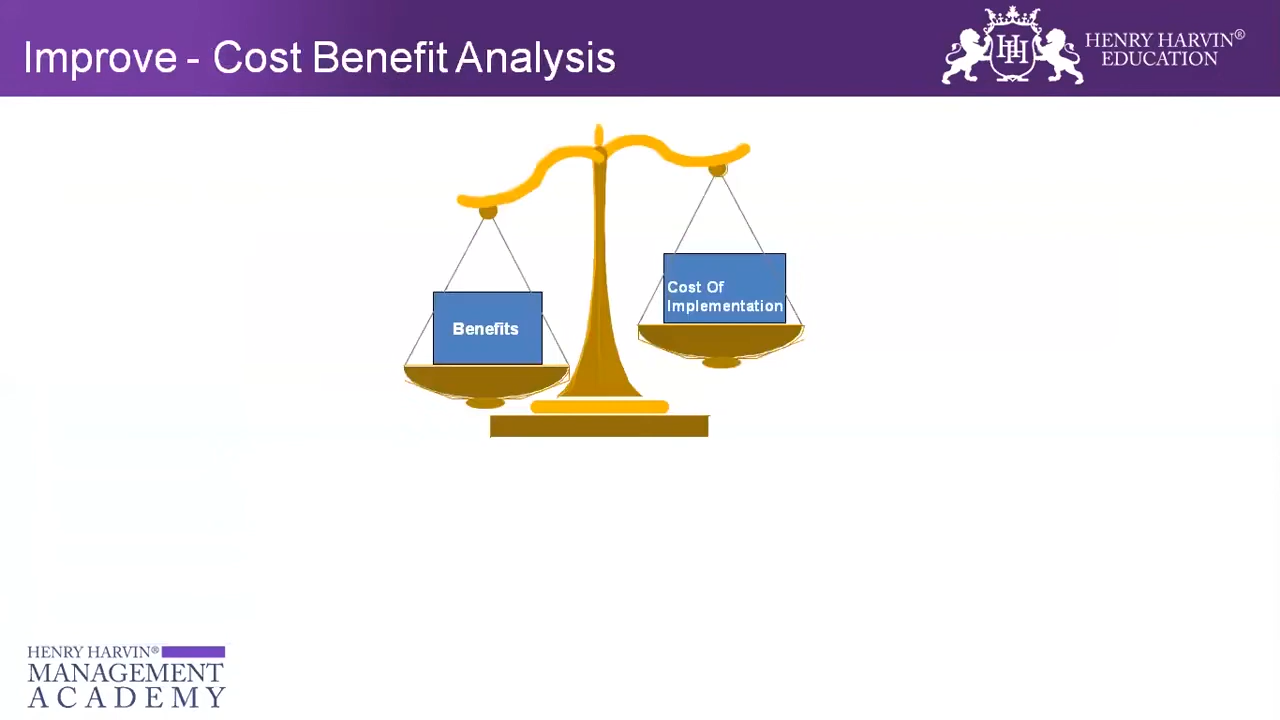 Improve - Cost Benefit Analysis
HENRY HARVIN®
EDUCATION
Cost Of
Implementation
Benefits
HENRY HARVIN®
MANAGEMENT
ACADEMY